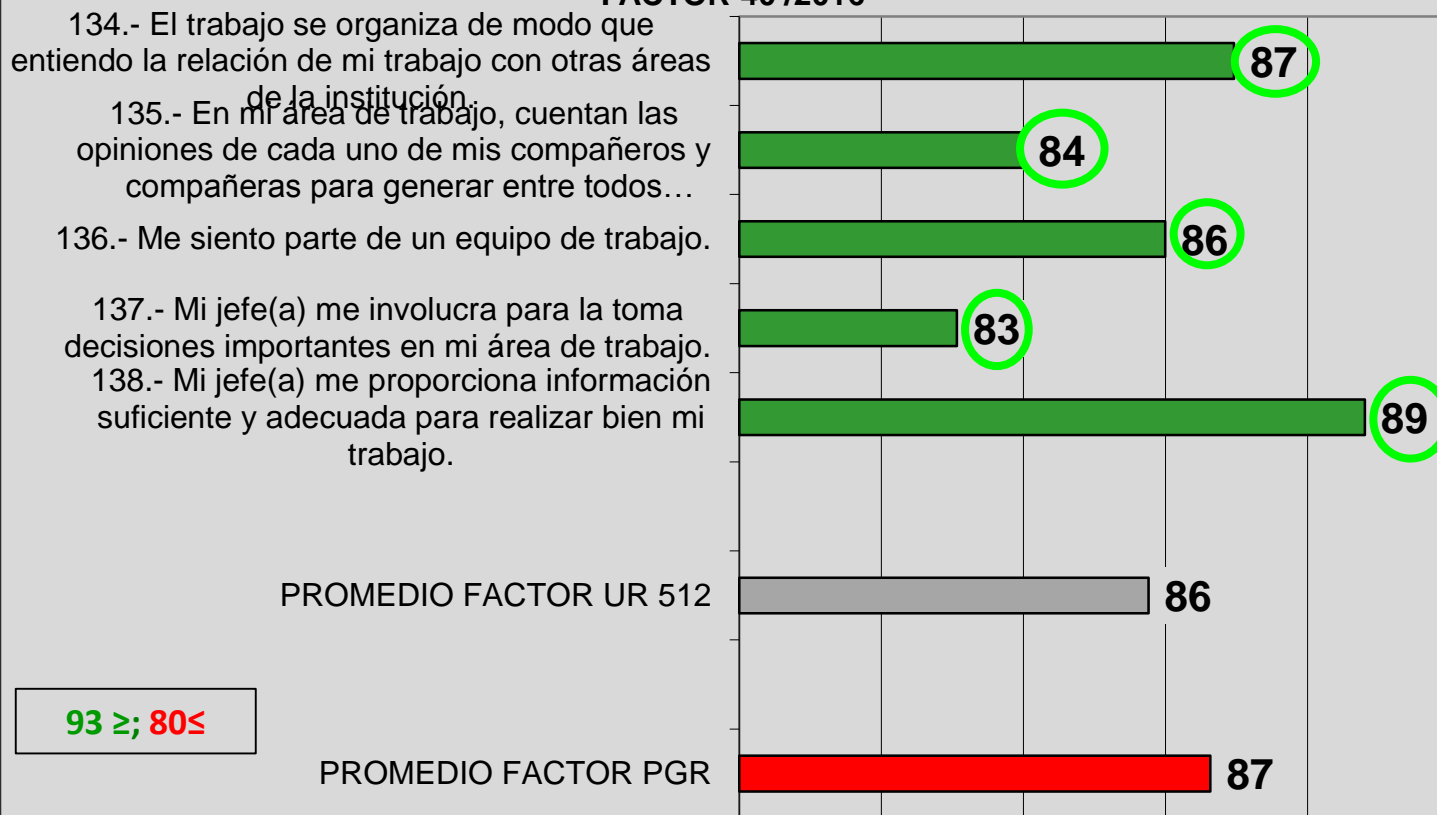 134.- El trabajo se organiza de modo que
entiendo la relación de mi trabajo con otras áreas
de la institución.
87
135.- En mi área de trabajo, cuentan las
opiniones de cada uno de mis compañeros y
compañeras para generar entre todos…
84
136.- Me siento parte de un equipo de trabajo.
86
137.- Mi jefe(a) me involucra para la toma
decisiones importantes en mi área de trabajo.
83
138.- Mi jefe(a) me proporciona información
suficiente y adecuada para realizar bien mi
trabajo.
89
PROMEDIO FACTOR UR 512
86
93 ≥; 80≤
PROMEDIO FACTOR PGR
87